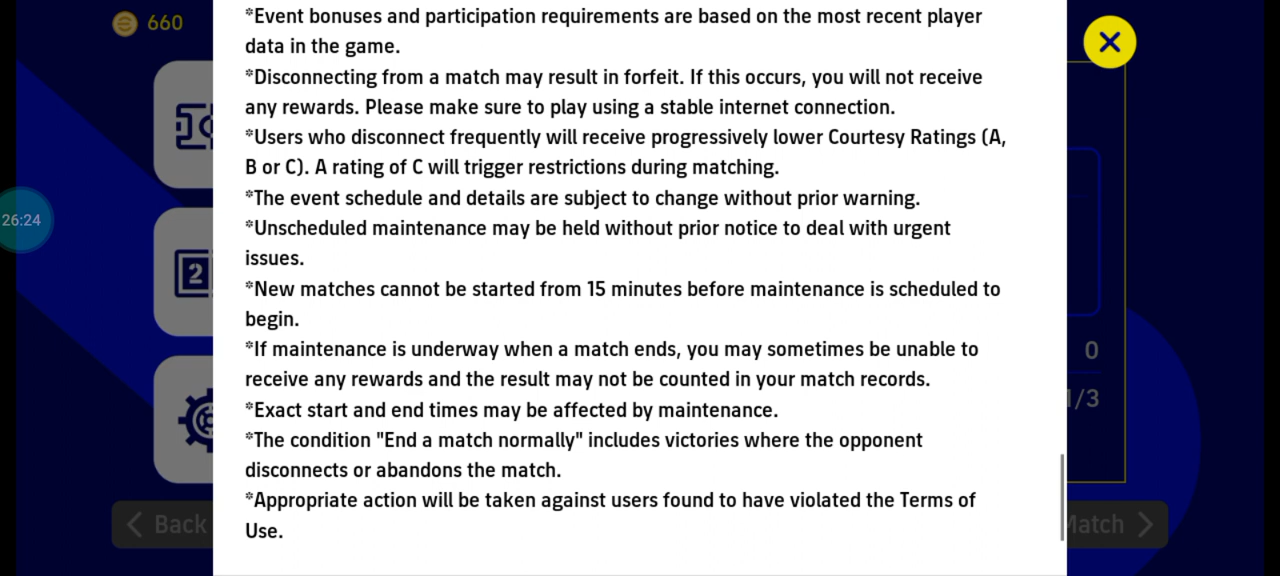 660
*Event bonuses and participation requirements are based on the most recent player
data in the game.
*Disconnecting from a match may result in forfeit. If this occurs, you will not receive
any rewards. Please make sure to play using a stable internet connection.
*Users who disconnect frequently will receive progressively lower Courtesy Ratings (A,
B or C). A rating of C will trigger restrictions during matching.
*The event schedule and details are subject to change without prior warning.
26:24
*Unscheduled maintenance may be held without prior notice to deal with urgent
issues.
2
*New matches cannot be started from 15 minutes before maintenance is scheduled to
begin.
*If maintenance is underway when a match ends, you may sometimes be unable to
0
receive any rewards and the result may not be counted in your match records.
1/3
*Exact start and end times may be affected by maintenance.
*The condition "End a match normally" includes victories where the opponent
disconnects or abandons the match.
*Appropriate action will be taken against users found to have violated the Terms of
Use.
Back
Match